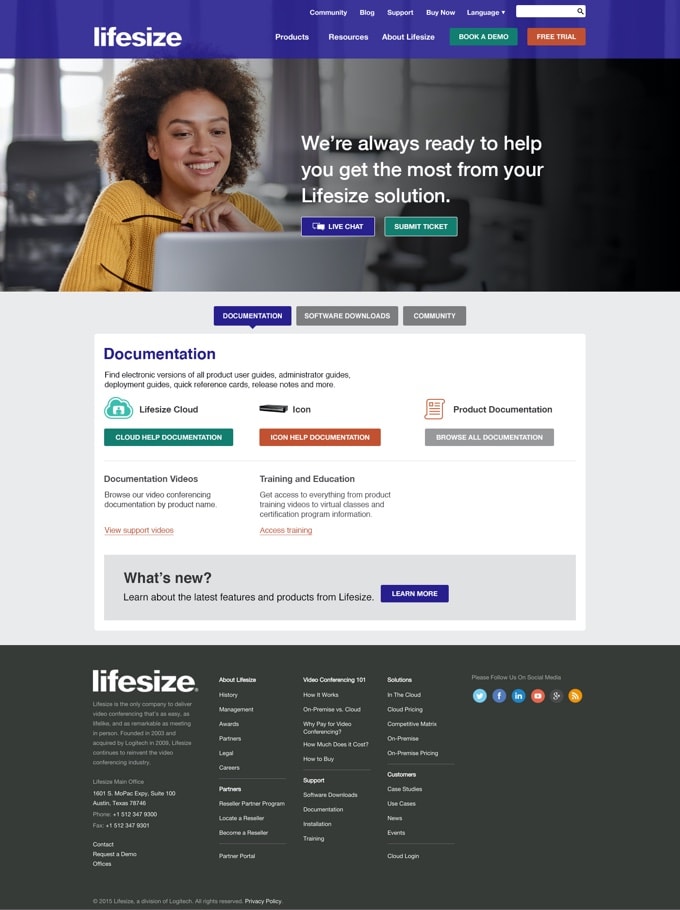 Community Blog Support Buy Now Language
lifesize
Products Resources About Lifesize BOOK A DEMO FREE TRIAL
We're always ready to help
you get the most from your
Lifesize solution.
LIVE CHAT SUBMIT TICKET
DOCUMENTATION SOFTWARE DOWNLOADS COMMUNITY
Documentation
Find electronic versions of all product user guides, administrator guides,
deployment guides, quick reference cards, release notes and more.
Lifesize Cloud Icon Product Documentation
CLOUD HELP DOCUMENTATION ICON HELP DOCUMENTATION BROWSE ALL DOCUMENTATION
Documentation Videos
Browse our video conferencing
documentation by product name.
View support videos
Training and Education
Get access to everything from product
training videos to virtual classes and
certification program information.
Access training
What's new?
Learn about the latest features and products from Lifesize. LEARN MORE
lifesize®
Lifesize is the only company to deliver
video conferencing that's as easy, as
lifelike, and as remarkable as meeting
in person. Founded in 2003 and
acquired by Logitech in 2009, Lifesize
continues to reinvent the video
conferencing industry.
Lifesize Main Office
1601 S. MoPac Expy, Suite 100
Austin, Texas 78746
Phone: +1 512 347 9300
Fax: +1 512 347 9301
Contact
Request a Demo
Offices
About Lifesize
History
Management
Awards
Partners
Legal
Careers
Partners
Reseller Partner Program
Locate a Reseller
Become a Reseller
Partner Portal
Video Conferencing 101
How It Works
On-Premise vs. Cloud
Why Pay for Video
Conferencing?
How Much Does it Cost?
How to Buy
Support
Software Downloads
Documentation
Installation
Training
Solutions
In The Cloud
Cloud Pricing
Competitive Matrix
On-Premise
On-Premise Pricing
Customers
Case Studies
Use Cases
News
Events
Cloud Login
Please Follow Us On Social Media
© 2015 Lifesize, a division of Logitech. All rights reserved. Privacy Policy.